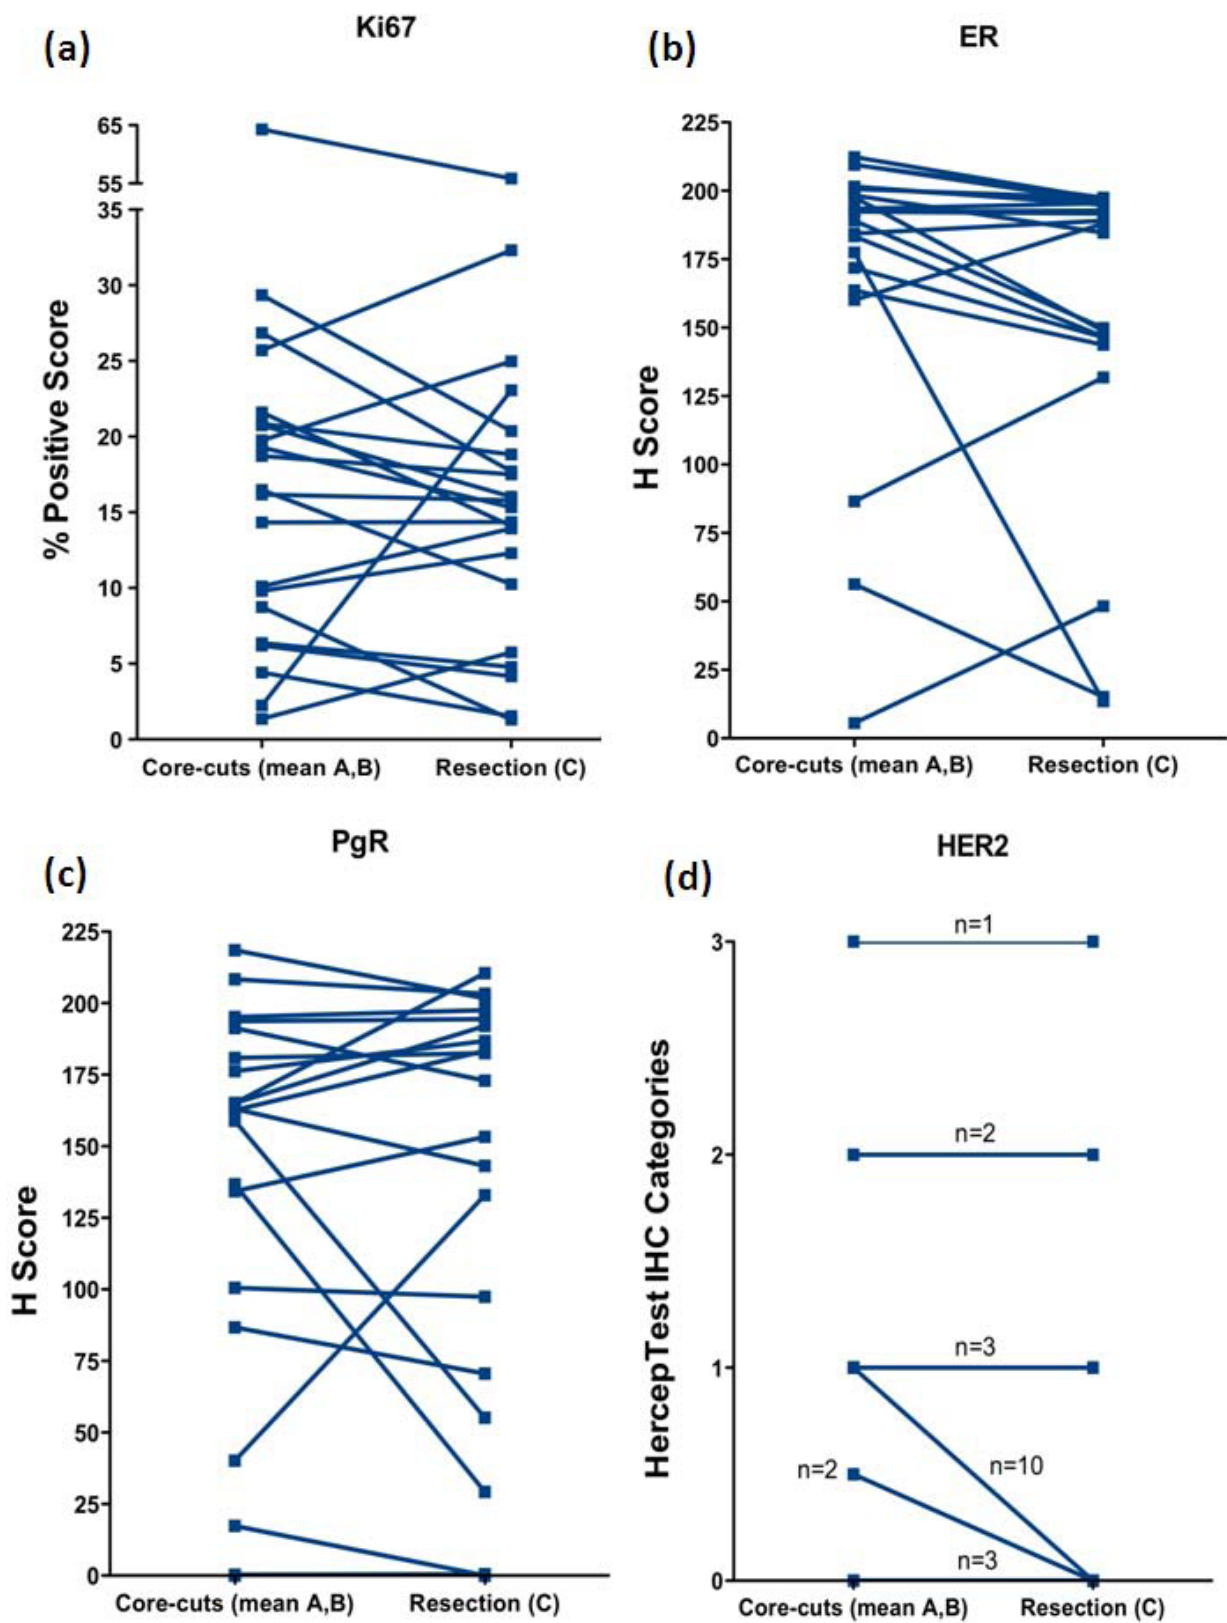 (a)
Ki67
65
55
35
30
25
20
15
10
5
0
% Positive Score
Core-cuts (mean A,B)
Resection (C)
(b)
ER
225
200
175
150
125
100
75
50
25
0
H Score
Core-cuts (mean A,B)
Resection (C)
(c)
PgR
225
200
175
150
125
100
75
50
25
0
H Score
Core-cuts (mean A,B)
Resection (C)
(d)
HER2
3
2
1
0
HercepTest IHC Categories
n=1
n=2
n=3
n=10
n=2
n=3
Core-cuts (mean A,B)
Resection (C)